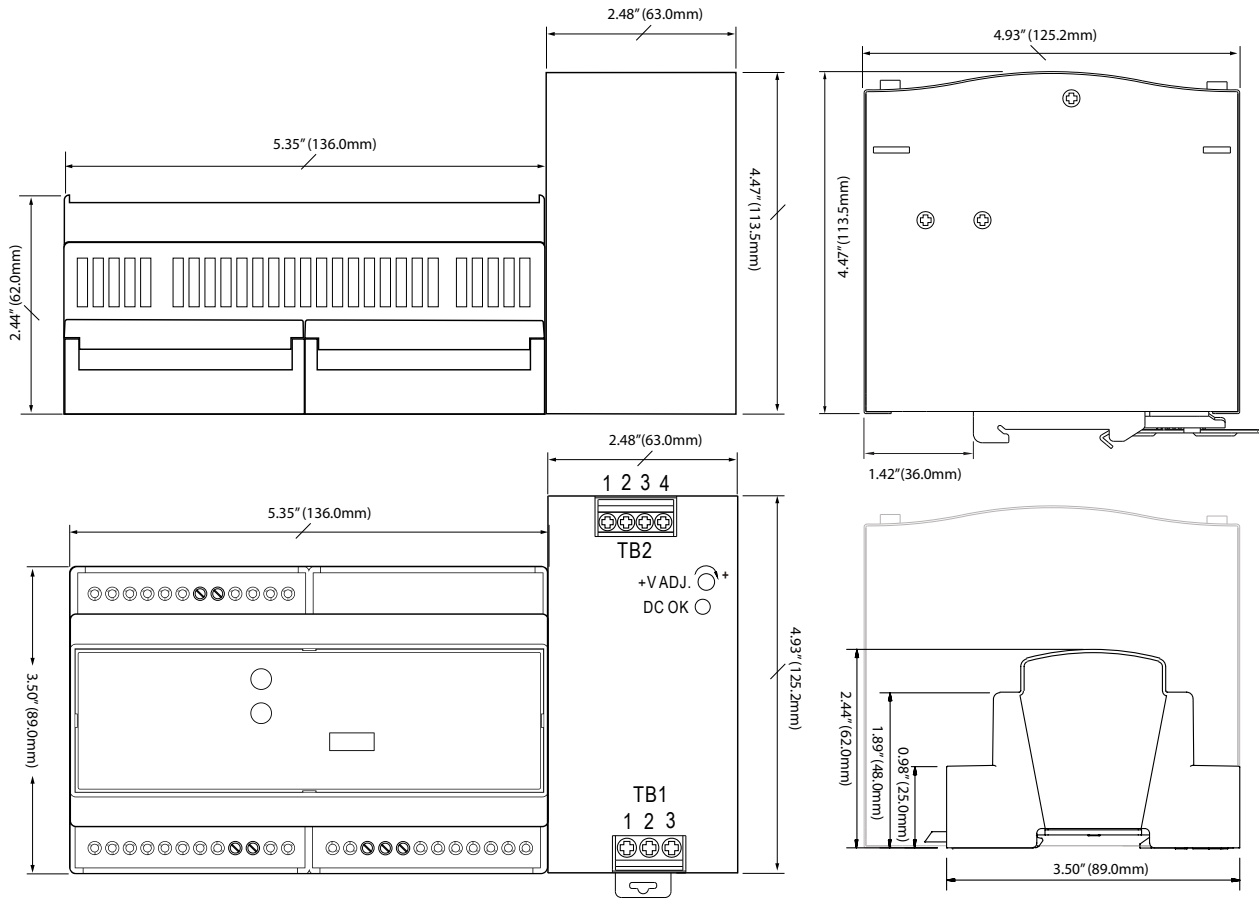 2.48” (63.0mm)
4.93” (125.2mm)
5.35” (136.0mm)
4.47” (113.5mm)
4.47” (113.5mm)
2.44” (62.0mm)
1.42”(36.0mm)
2.48” (63.0mm)
5.35” (136.0mm)
1 2 3 4
TB2
+V ADJ. +
DC OK
3.50” (89.0mm)
4.93” (125.2mm)
TB1
1 2 3
2.44” (62.0mm)
1.89” (48.0mm)
0.98” (25.0mm)
3.50” (89.0mm)